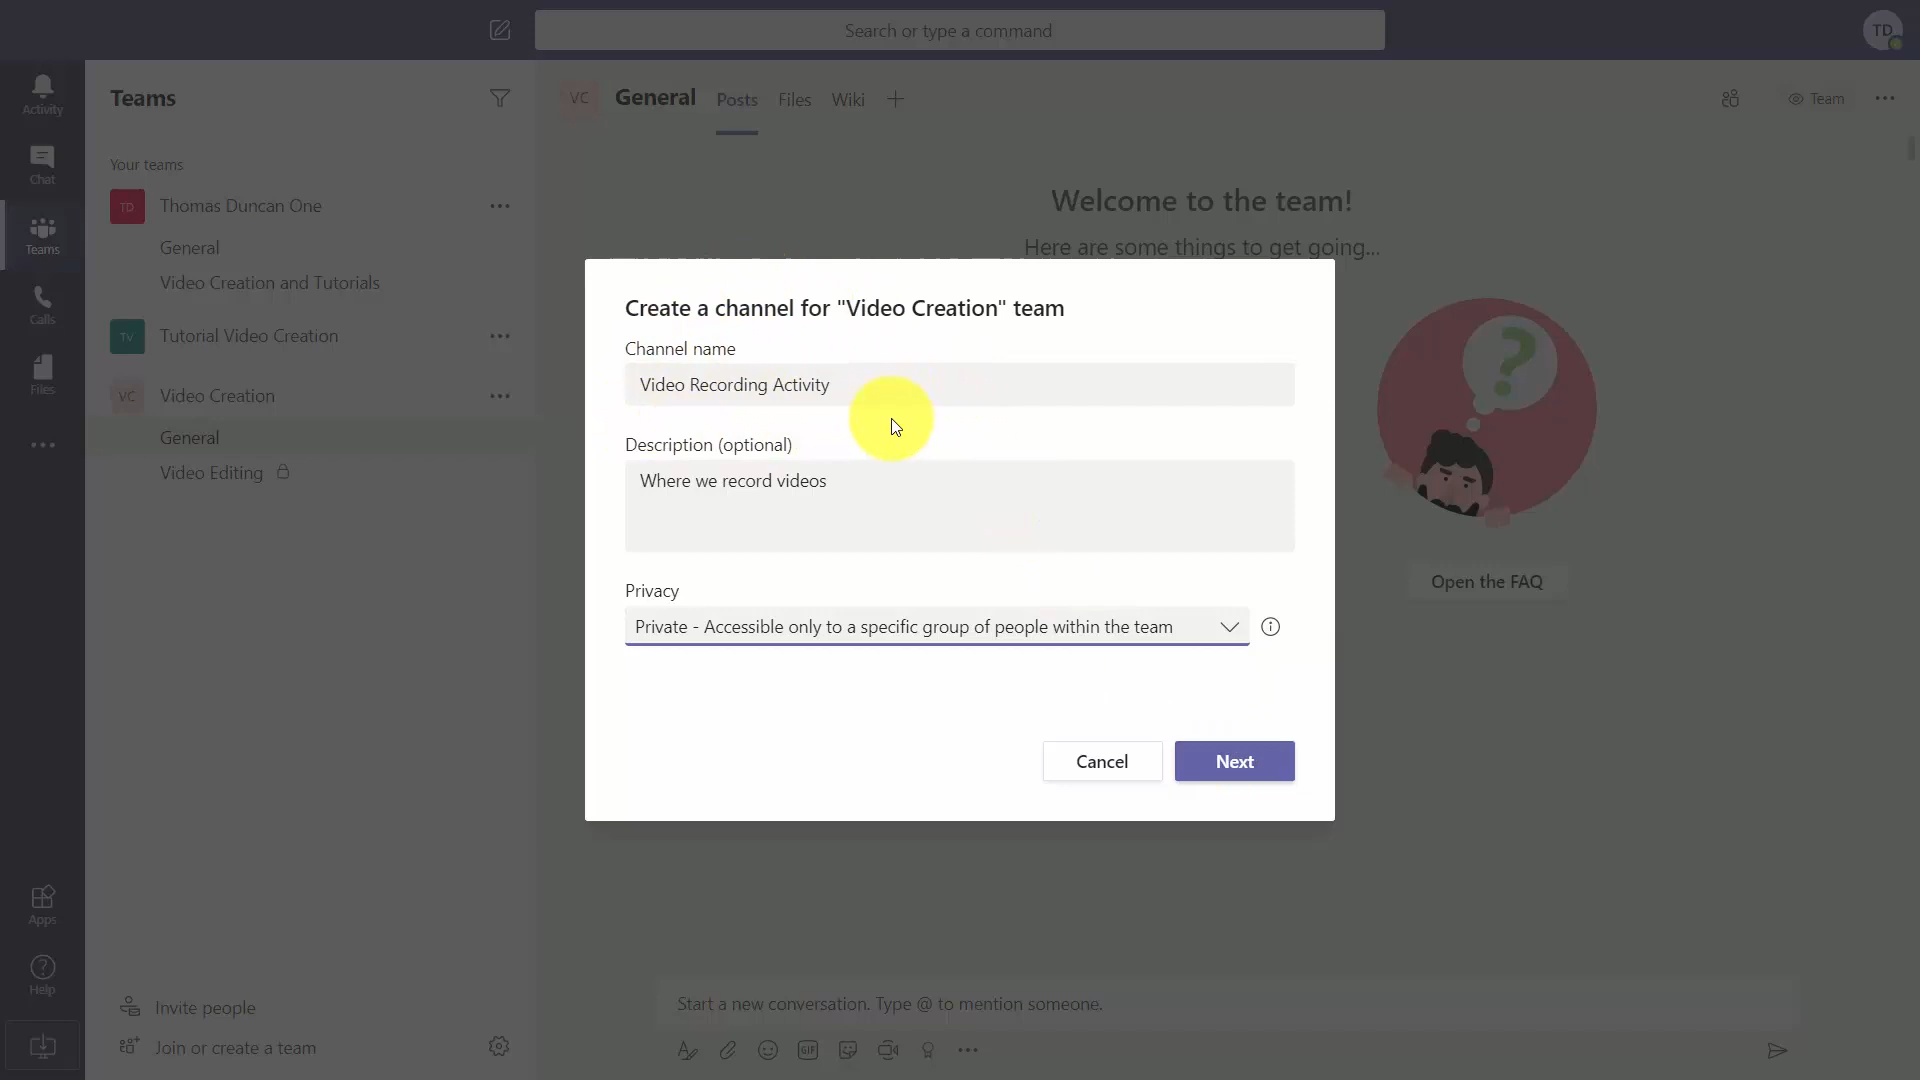 Search or type a command
TD
Activity
Chat
Teams
Calls
Files
Apps
Help
Teams
Your teams
TD Thomas Duncan One
General
Video Creation and Tutorials
TV Tutorial Video Creation
VC Video Creation
General
Video Editing
Invite people
Join or create a team
VC General Posts Files Wiki
Team
Welcome to the team!
Here are some things to get going...
Open the FAQ
Create a channel for "Video Creation" team
Channel name
Video Recording Activity
Description (optional)
Where we record videos
Privacy
Private - Accessible only to a specific group of people within the team
Cancel Next
Start a new conversation. Type @ to mention someone.
GIF